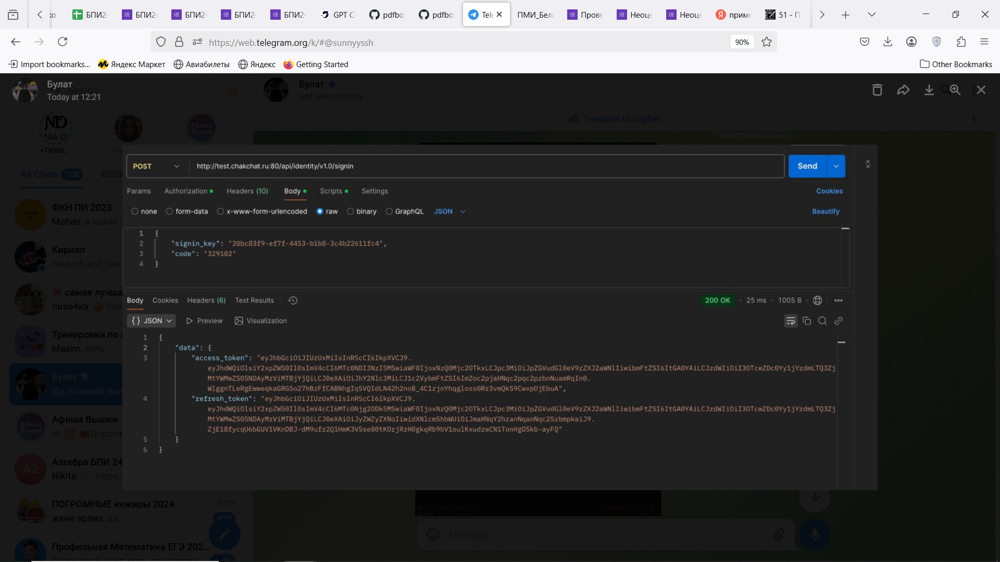 БПИ24
БПИ2
БПИ2
БПИ2
БПИ2
GPT C
pdfbo
pdfbo
Tele
ПМИ_Бел
Прове
Неоце
Неоце
приме
51 - П
https://web.telegram.org/k/#@sunnyyssh
90%
Import bookmarks...
Яндекс Маркет
Авиабилеты
Яндекс
Getting Started
Other Bookmarks
Булат
Today at 12:21
Search
Булат
last seen recently
Translate to English
+79068...
Афиша Вышки
All Chats 108
ВШЭ
ФКН ПИ 2023
Matvei: в каких
Кирилл
пми.txt, вот так
самая лучша
лизо4ка: Stic
Тренировки по
Maxim: есть
Булат
Да, спасибо бол
Афиша Вышки
Дороги
Алгебра БПИ 24
Nikita: https:/
ПОГРОМНЫЕ инжиры 2024
12:22
женя эрлих: да
Профильная Математика ЕГЭ 202...
POST
http://test.chakchat.ru:80/api/identity/v1.0/signin
Send
Params
Authorization
Headers (10)
Body
Scripts
Settings
Cookies
none
form-data
x-www-form-urlencoded
raw
binary
GraphQL
JSON
Beautify
1 {
2 "signin_key": "20bc83f9-ef7f-4453-b1b8-3c4b22611fc4",
3 "code": "329102"
4 }
Body
Cookies
Headers (6)
Test Results
200 OK
25 ms
1005 B
{} JSON
Preview
Visualization
1 {
2 "data": {
3 "access_token": "eyJhbGciOiJIUzUxMiIsInR5cCI6IkpXVCJ9.
eyJhdWQiOlsiY2xpZW50Il0sImV4cCI6MTc0NDI3NzI5MSwiaWF0IjoxNzQ0Mjc2OTkxLCJpc3MiOiJpZGVudGl0eV9zZXJ2aWNlIiwibmFtZSI6ItGA0YAiLCJzdWIiOiI3OTcwZDc0Yy1jYzdmLTQ3Zj
MtYWMwZS05NDAyMzViMTBjYjQiLCJ0eXAiOiJhY2Nlc3MiLCJ1c2VybmFtZSI6ImZoc2pjaHNqc2pqc2pzbnNuamRqIn0.
WlggnTLeRgEwweqkaGRGSo27hBzFfCABNhgIq5VQIdLN42h2noB_4C1zjnYhqgloss0Rr3vmQkS9CwxpOjEbuA",
4 "refresh_token": "eyJhbGciOiJIUzUxMiIsInR5cCI6IkpXVCJ9.
eyJhdWQiOlsiY2xpZW50Il0sImV4cCI6MTc0Njg2ODk5MSwiaWF0IjoxNzQ0Mjc2OTkxLCJpc3MiOiJpZGVudGl0eV9zZXJ2aWNlIiwibmFtZSI6ItGA0YAiLCJzdWIiOiI3OTcwZDc0Yy1jYzdmLTQ3Zj
MtYWMwZS05NDAyMzViMTBjYjQiLCJ0eXAiOiJyZWZyZXNoIiwidXNlcm5hbWUiOiJmaHNqY2hzanNqanNqc25zbmpkaiJ9.
ZjE18fycqU6bGUV1VKnDBJ-dM9ufz2Q1HmK3VSse80tKOrjRzH0gkqRb9bV1oulKxudzwCN1TonHgD5kb-ayFQ"
5 }
6 }
Message